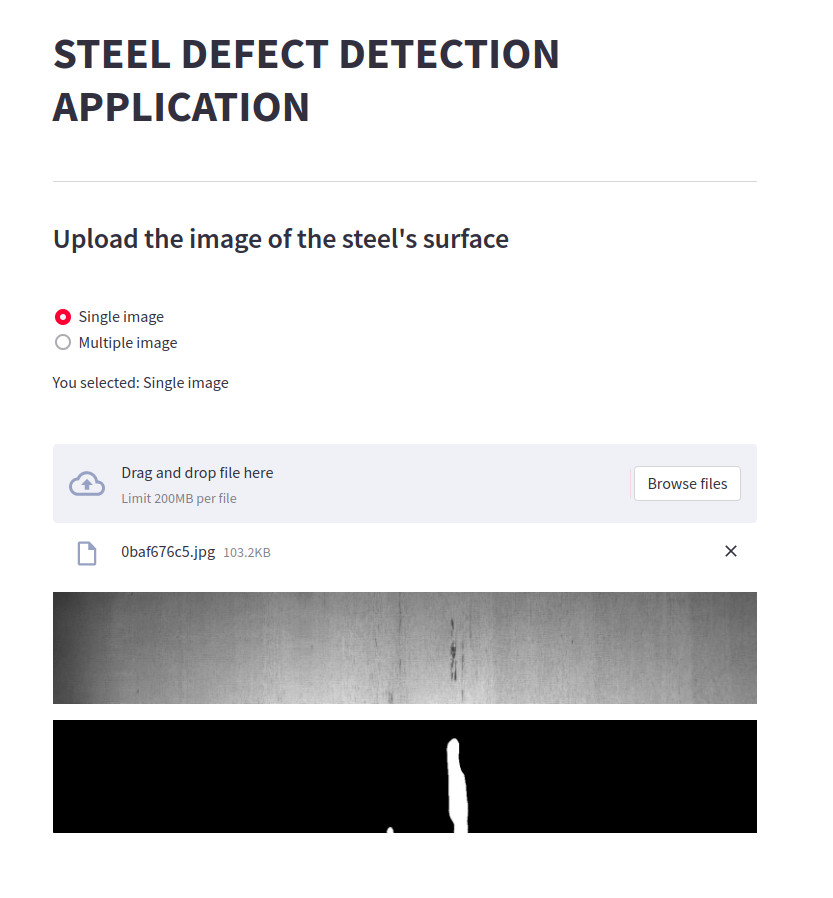 STEEL DEFECT DETECTION
APPLICATION
Upload the image of the steel's surface
Single image
Multiple image
You selected: Single image
Drag and drop file here
Limit 200MB per file
Browse files
0baf676c5.jpg 103.2KB